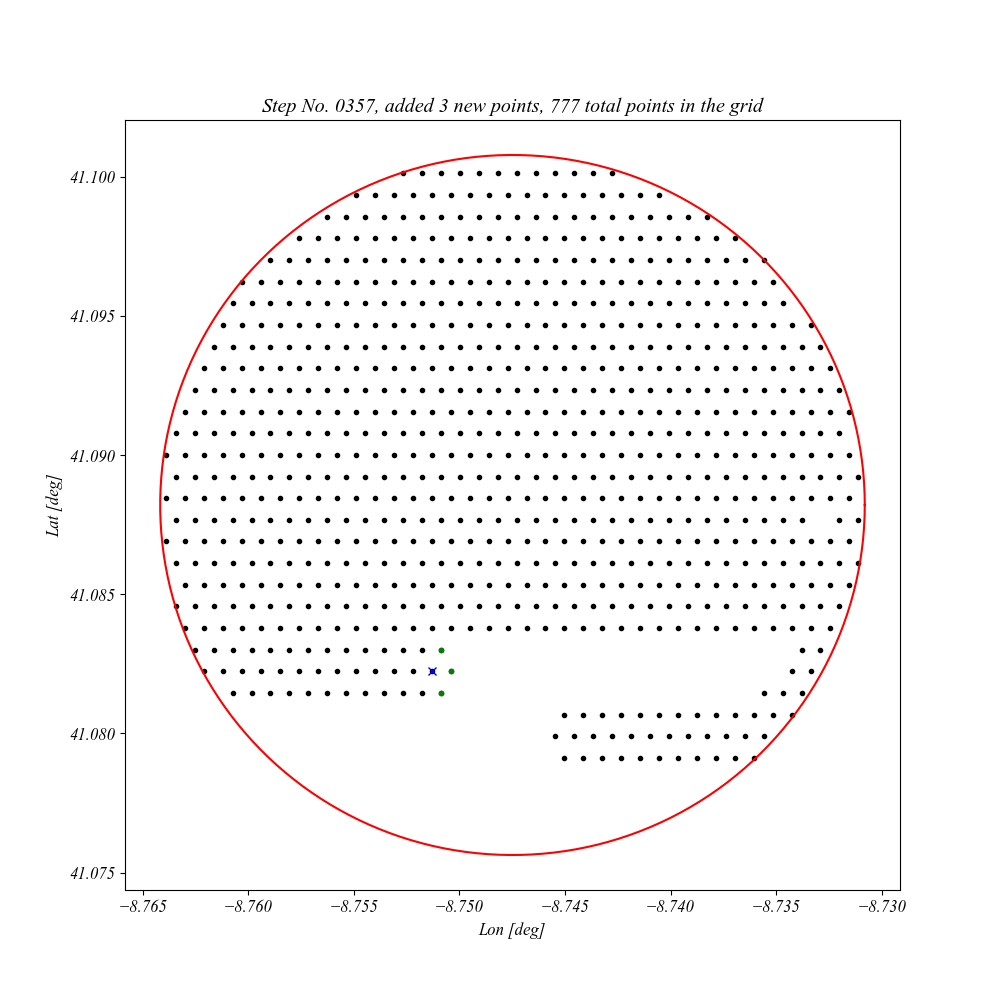 Step No. 0357, added 3 new points, 777 total points in the grid
41.100
41.095
41.090
41.085
41.080
41.075
Lat [deg]
−8.765 −8.760 −8.755 −8.750 −8.745 −8.740 −8.735 −8.730
Lon [deg]